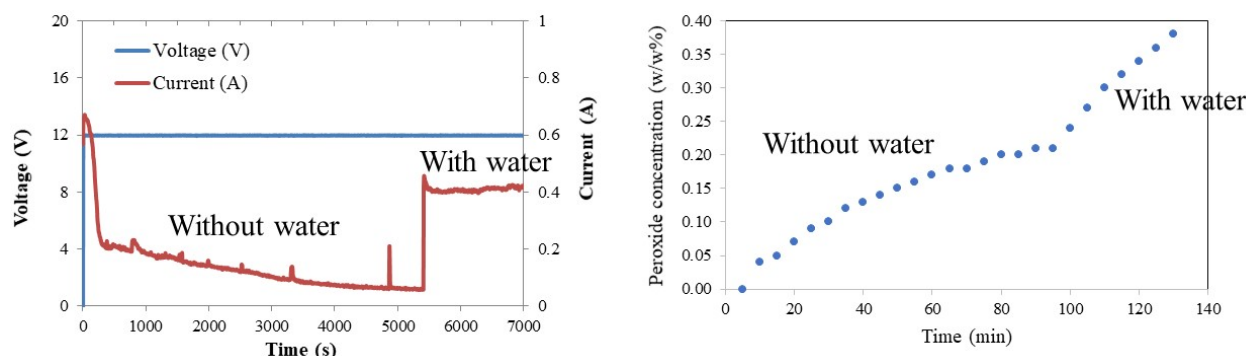 20
16
12
8
4
0
Voltage (V)
Voltage (V)
Current (A)
Without water
With water
1
0.8
0.6
0.4
0.2
0
Current (A)
0 1000 2000 3000 4000 5000 6000 7000
Time (s)
Peroxide concentration (w/w%)
0.40
0.35
0.30
0.25
0.20
0.15
0.10
0.05
0.00
Without water
With water
0 20 40 60 80 100 120 140
Time (min)